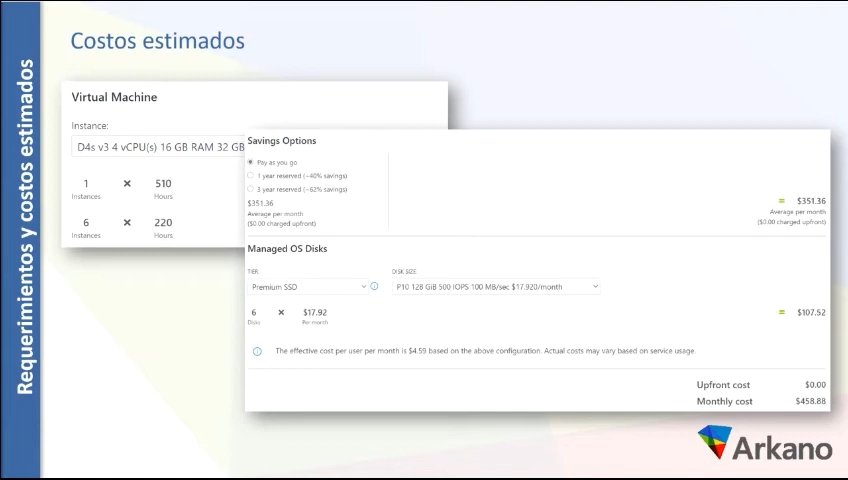 Requerimientos y costos estimados
Costos estimados
Virtual Machine
Instance:
D4s v3 4 vCPU(s) 16 GB RAM 32 GB
1 × 510
Instances Hours
6 × 220
Instances Hours
Savings Options
Pay as you go
1 year reserved (~40% savings)
3 year reserved (~62% savings)
$351.36
Average per month
($0.00 charged upfront)
= $351.36
Average per month
($0.00 charged upfront)
Managed OS Disks
TIER: DISK SIZE:
Premium SSD P10 128 GiB 500 IOPS 100 MB/sec $17.920/month
6 × $17.92 = $107.52
Disks Per month
The effective cost per user per month is $4.59 based on the above configuration. Actual costs may vary based on service usage.
Upfront cost $0.00
Monthly cost $458.88
Arkano